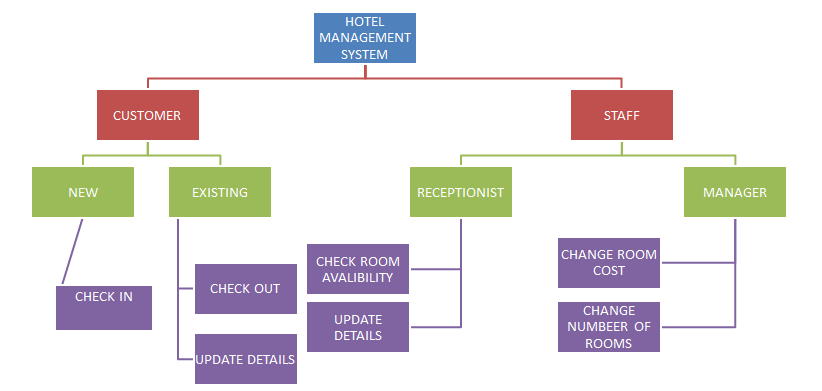 HOTEL
MANAGEMENT
SYSTEM
CUSTOMER
STAFF
NEW
EXISTING
RECEPTIONIST
MANAGER
CHECK IN
CHECK OUT
UPDATE DETAILS
CHECK ROOM
AVALIBILITY
UPDATE
DETAILS
CHANGE ROOM
COST
CHANGE
NUMBEER OF
ROOMS